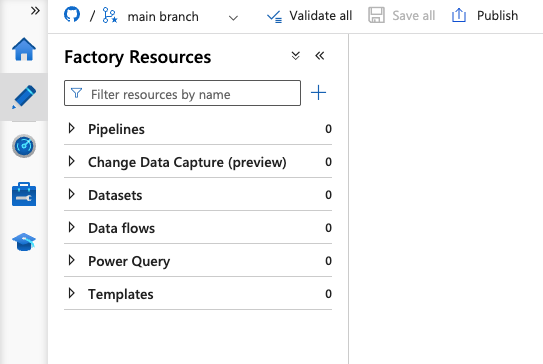 » / main branch Validate all Save all Publish
Factory Resources «
Filter resources by name +
Pipelines 0
Change Data Capture (preview) 0
Datasets 0
Data flows 0
Power Query 0
Templates 0